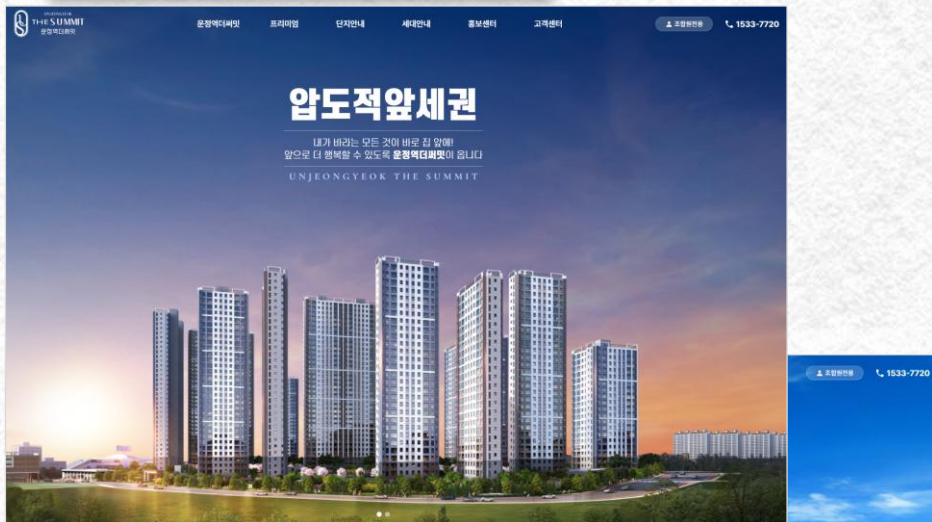 THE SUMMIT
운정역더써밋
운정역더써밋 프리미엄 단지안내 세대안내 홍보센터 고객센터
조합원전용 1533-7720
압도적앞세권
내가 바라는 모든 것이 바로 집 앞에!
앞으로 더 행복할 수 있도록 운정역더써밋이 옵니다
UNJEONGYEOK THE SUMMIT
조합원전용 1533-7720